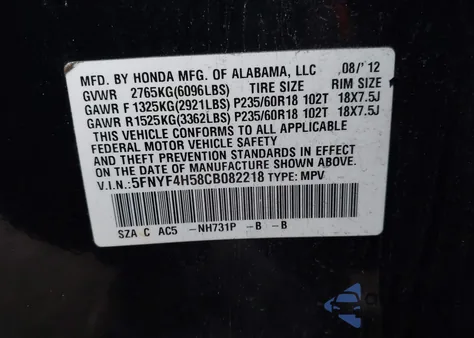 MFD. BY HONDA MFG. OF ALABAMA, LLC 08/'12
GVWR 2765KG(6096LBS) TIRE SIZE RIM SIZE
GAWR F 1325KG(2921LBS) P235/60R18 102T 18X7.5J
GAWR R 1525KG(3362LBS) P235/60R18 102T 18X7.5J
THIS VEHICLE CONFORMS TO ALL APPLICABLE
FEDERAL MOTOR VEHICLE SAFETY
AND THEFT PREVENTION STANDARDS IN EFFECT
ON THE DATE OF MANUFACTURE SHOWN ABOVE.
V.I.N.:5FNYF4H58CB082218 TYPE: MPV
SZA C AC5 -NH731P -B -B